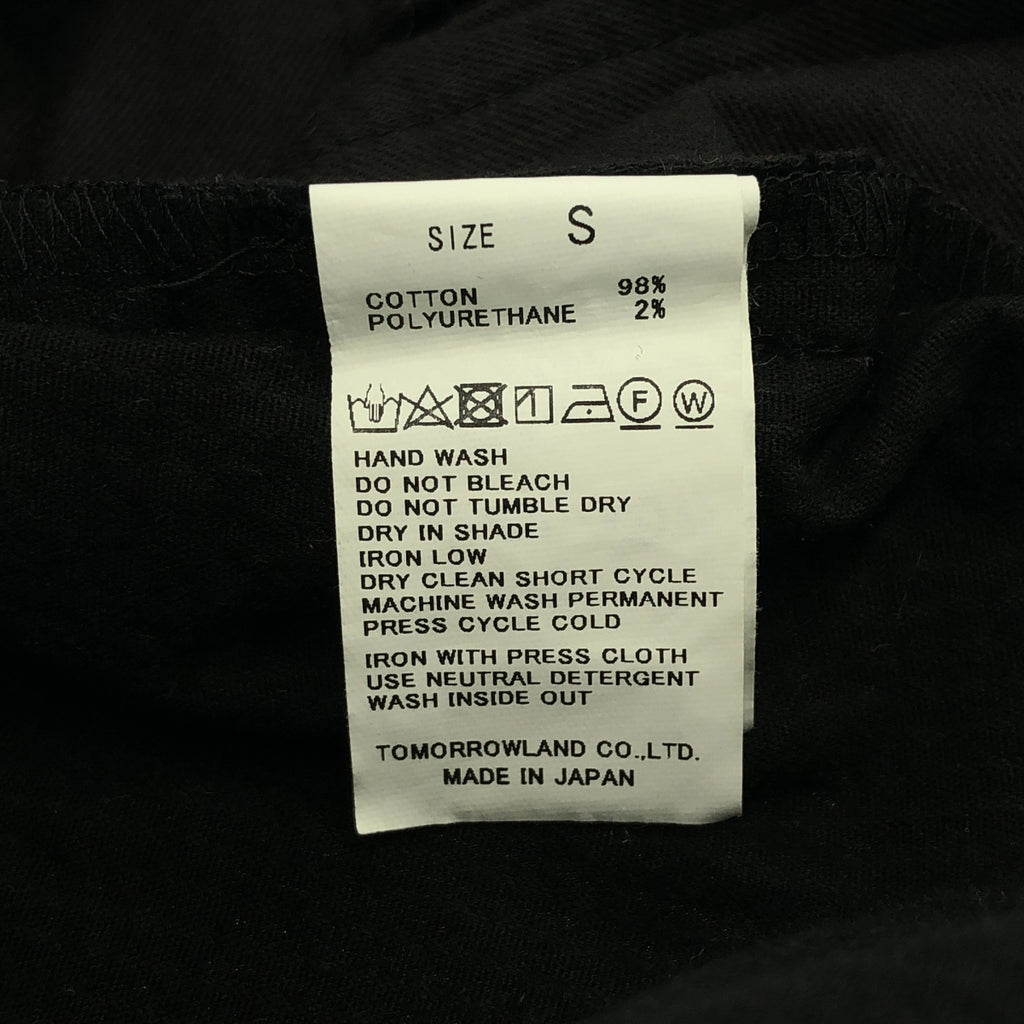 SIZE S
COTTON 98%
POLYURETHANE 2%
F W
HAND WASH
DO NOT BLEACH
DO NOT TUMBLE DRY
DRY IN SHADE
IRON LOW
DRY CLEAN SHORT CYCLE
MACHINE WASH PERMANENT
PRESS CYCLE COLD
IRON WITH PRESS CLOTH
USE NEUTRAL DETERGENT
WASH INSIDE OUT
TOMORROWLAND CO.,LTD.
MADE IN JAPAN